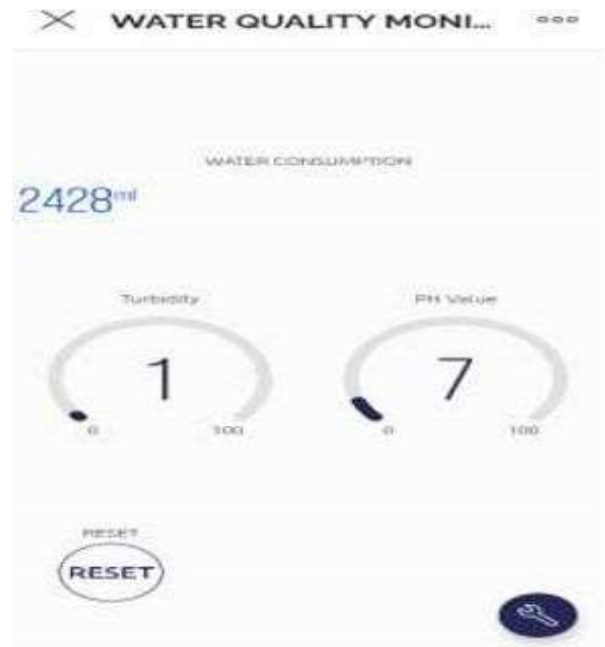 WATER QUALITY MONI...
WATER CONSUMPTION
2428ml
Turbidity
PH Value
1
7
0
100
0
100
RESET
RESET